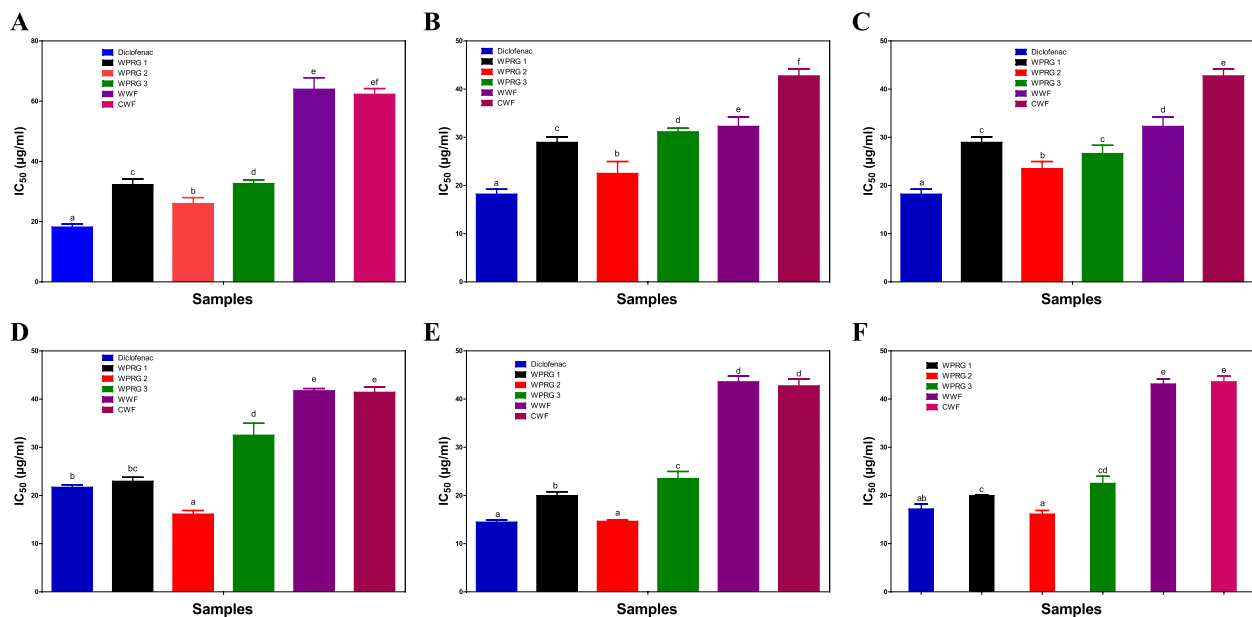 A
80
60
40
20
0
IC50 (µg/ml)
Diclofenac
WPRG 1
WPRG 2
WPRG 3
WWF
CWF
a
c
b
d
e
ef
Samples
B
50
40
30
20
10
0
IC50 (µg/ml)
Diclofenac
WPRG 1
WPRG 2
WPRG 3
WWF
CWF
a
c
b
d
e
f
Samples
C
50
40
30
20
10
0
IC50 (µg/ml)
Diclofenac
WPRG 1
WPRG 2
WPRG 3
WWF
CWF
a
c
b
c
d
e
Samples
D
50
40
30
20
10
0
IC50 (µg/ml)
Diclofenac
WPRG 1
WPRG 2
WPRG 3
WWF
CWF
b
bc
a
d
e
e
Samples
E
50
40
30
20
10
0
IC50 (µg/ml)
Diclofenac
WPRG 1
WPRG 2
WPRG 3
WWF
CWF
a
b
a
c
d
d
Samples
F
50
40
30
20
10
0
IC50 (µg/ml)
WPRG 1
WPRG 2
WPRG 3
WWF
CWF
ab
c
a
cd
e
e
Samples